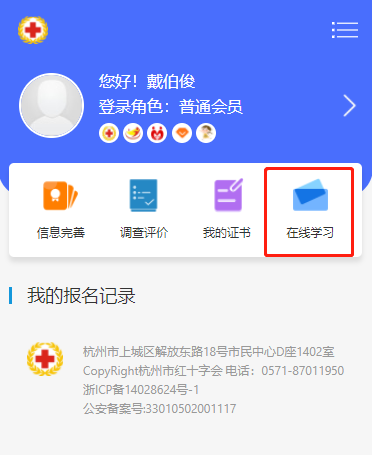 您好！戴伯俊
登录角色：普通会员
信息完善
调查评价
我的证书
在线学习
我的报名记录
杭州市上城区解放东路18号市民中心D座1402室
CopyRight杭州市红十字会 电话：0571-87011950
浙ICP备14028624号-1
公安备案号:33010502001117